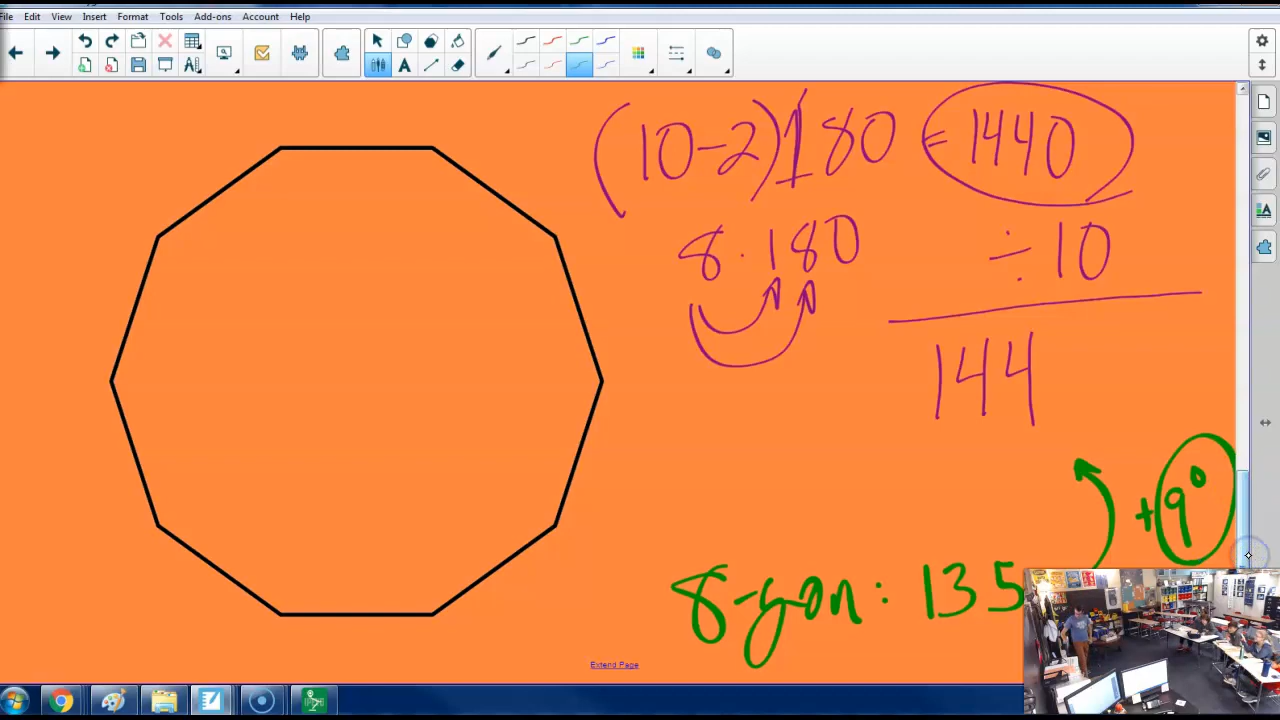 File Edit View Insert Format Tools Add-ons Account Help
(10-2)180 = 1440
8·180 ÷10
144
+9°
8-gon: 135
Extend Page